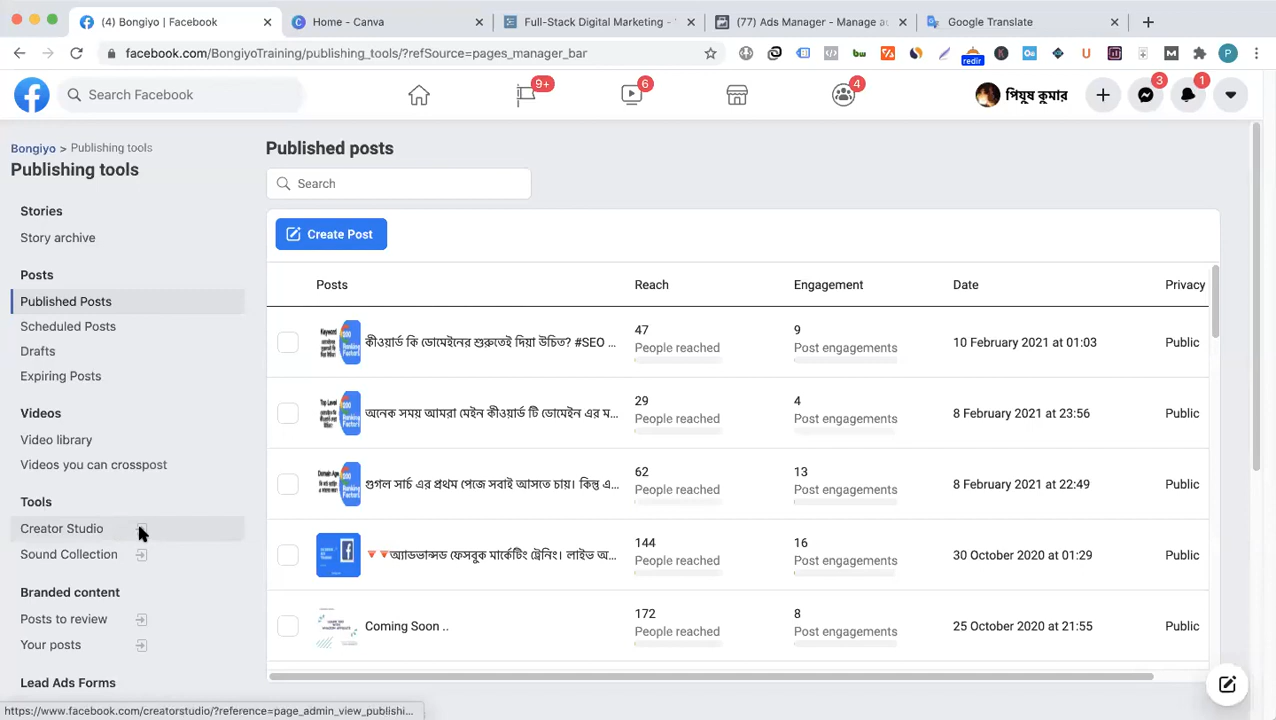 (4) Bongiyo | Facebook
Home - Canva
Full-Stack Digital Marketing -
(77) Ads Manager - Manage ad
Google Translate
facebook.com/BongiyoTraining/publishing_tools/?refSource=pages_manager_bar
redir
P
Search Facebook
9+
6
4
পিযুষ কুমার
3
1
Bongiyo > Publishing tools
Publishing tools
Stories
Story archive
Posts
Published Posts
Scheduled Posts
Drafts
Expiring Posts
Videos
Video library
Videos you can crosspost
Tools
Creator Studio
Sound Collection
Branded content
Posts to review
Your posts
Lead Ads Forms
Published posts
Search
Create Post
Posts Reach Engagement Date Privacy
কীওয়ার্ড কি ডোমেইনের শুরুতেই দিয়া উচিত? #SEO ...
47
People reached
9
Post engagements
10 February 2021 at 01:03
Public
অনেক সময় আমরা মেইন কীওয়ার্ড টি ডোমেইন এর ম...
29
People reached
4
Post engagements
8 February 2021 at 23:56
Public
গুগল সার্চ এর প্রথম পেজে সবাই আসতে চায়। কিন্তু এ...
62
People reached
13
Post engagements
8 February 2021 at 22:49
Public
🔻🔻অ্যাডভান্সড ফেসবুক মার্কেটিং ট্রেনিং। লাইভ অ...
144
People reached
16
Post engagements
30 October 2020 at 01:29
Public
Coming Soon ..
172
People reached
8
Post engagements
25 October 2020 at 21:55
Public
https://www.facebook.com/creatorstudio/?reference=page_admin_view_publishi...